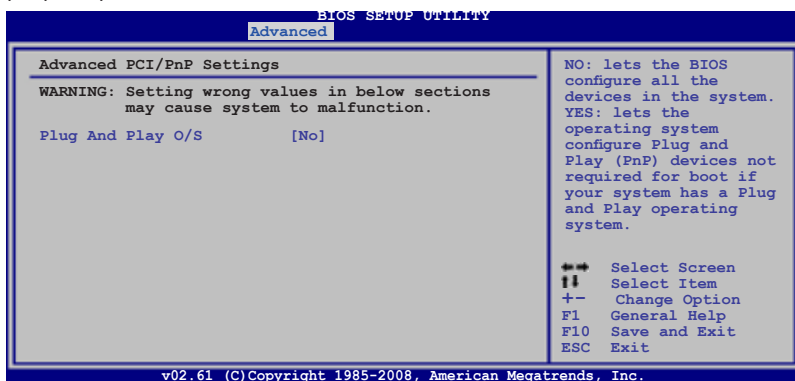 BIOS SETUP UTILITY
Advanced
Advanced PCI/PnP Settings
WARNING: Setting wrong values in below sections
may cause system to malfunction.
Plug And Play O/S [No]
NO: lets the BIOS
configure all the
devices in the system.
YES: lets the
operating system
configure Plug and
Play (PnP) devices not
required for boot if
your system has a Plug
and Play operating
system.
←→ Select Screen
↑↓ Select Item
+- Change Option
F1 General Help
F10 Save and Exit
ESC Exit
v02.61 (C)Copyright 1985-2008, American Megatrends, Inc.